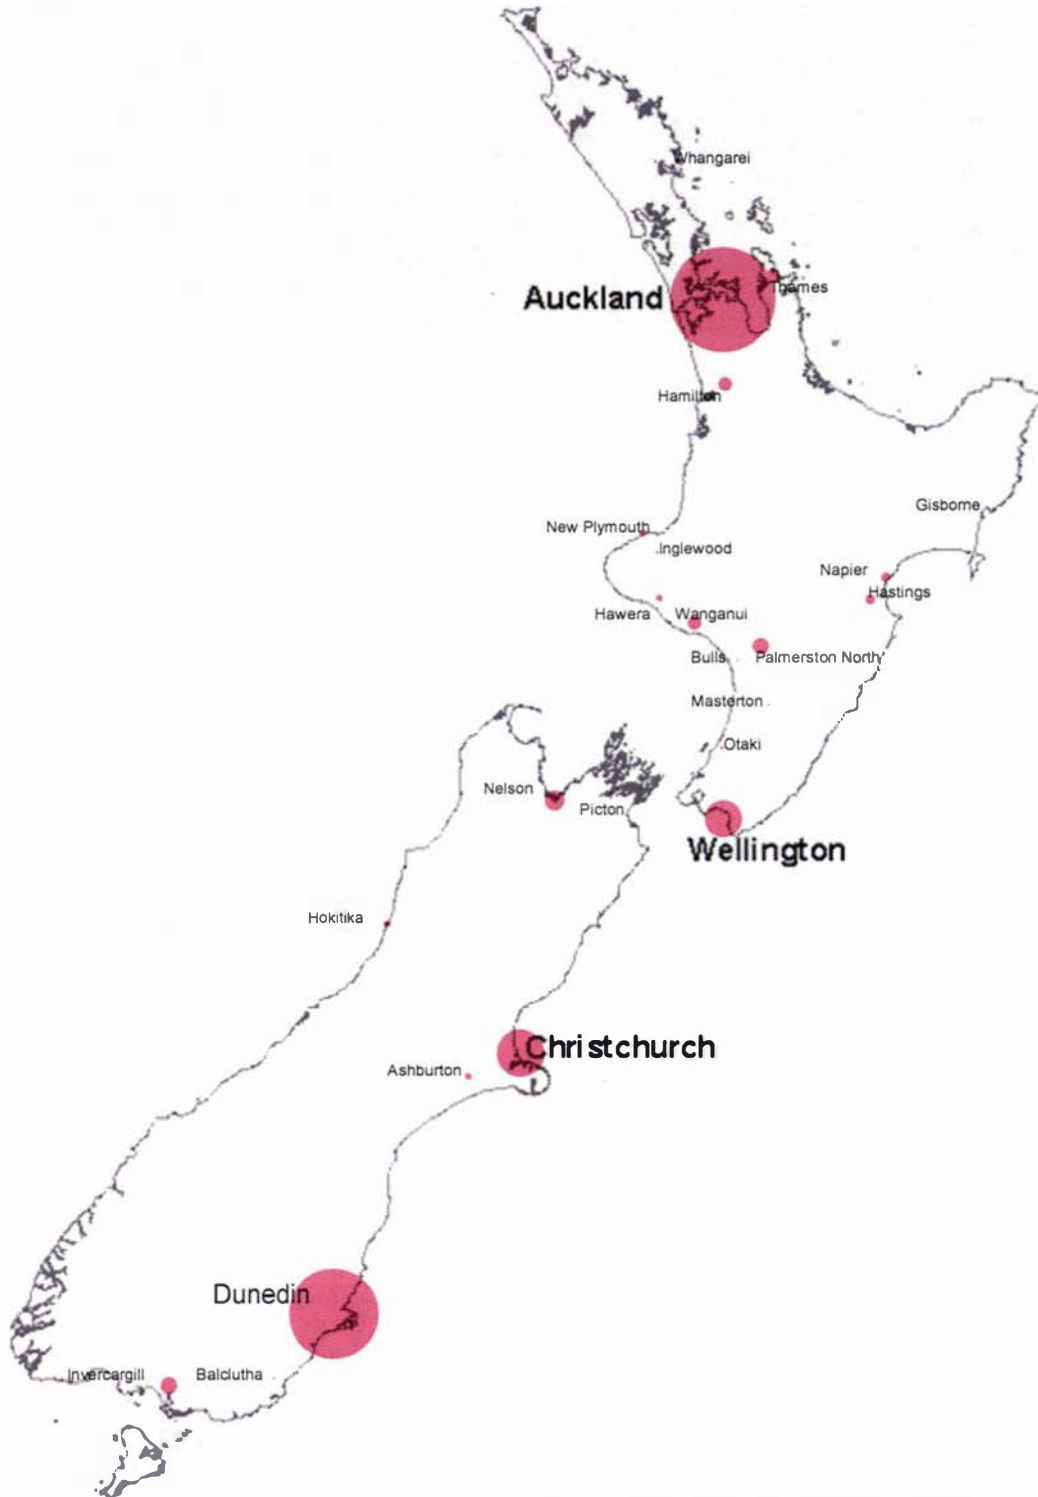 Whangarei
Thames
Auckland
Hamilton
Gisborne
New Plymouth
Inglewood
Napier
Hastings
Hawera
Wanganui
Bulls
Palmerston North
Masterton
Otaki
Nelson
Picton
Wellington
Hokitika
Christchurch
Ashburton
Dunedin
Invercargill
Balclutha